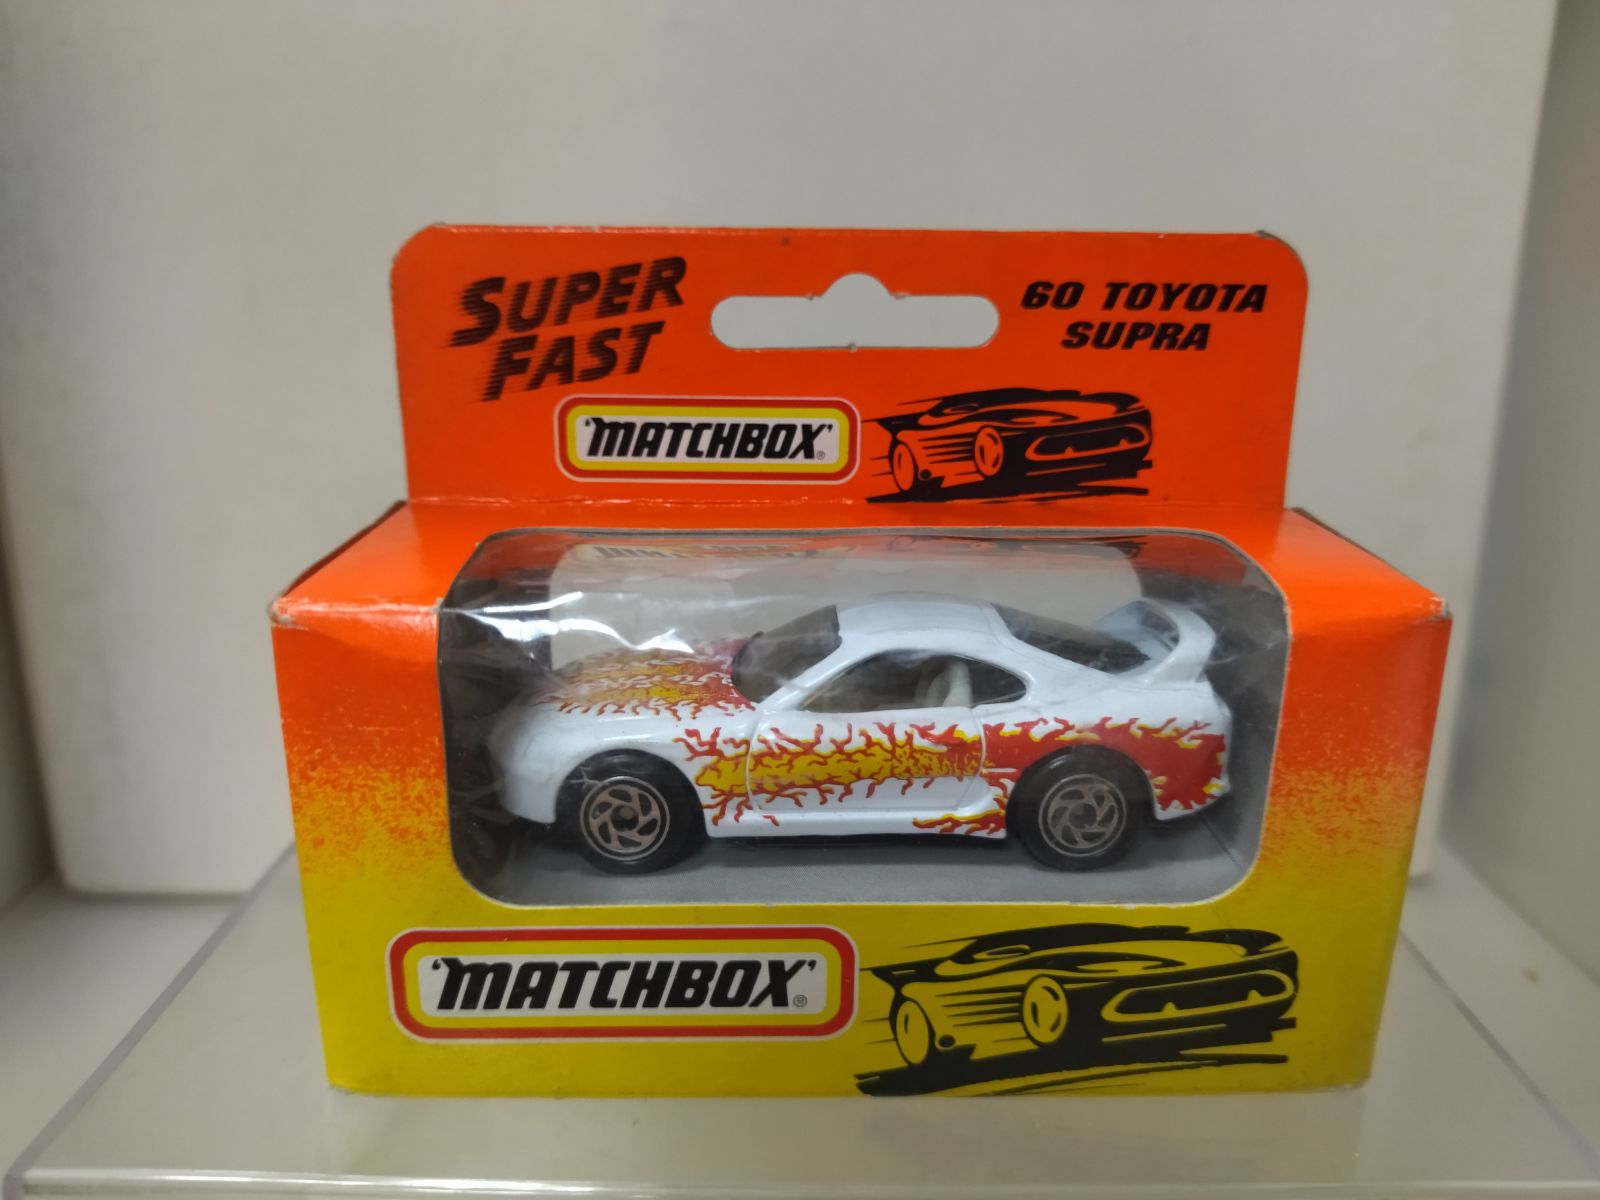 SUPER
FAST
60 TOYOTA
SUPRA
'MATCHBOX'®
'MATCHBOX'®